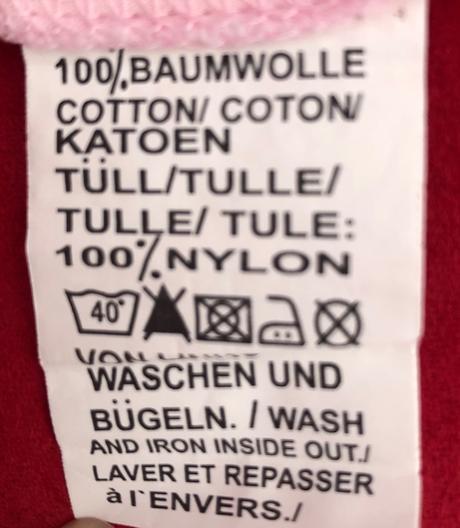 100%BAUMWOLLE
COTTON/ COTON/
KATOEN
TÜLL/TULLE/
TULLE/ TULE:
100%NYLON
40°
WASCHEN UND
BÜGELN. / WASH
AND IRON INSIDE OUT./
LAVER ET REPASSER
à l`ENVERS./